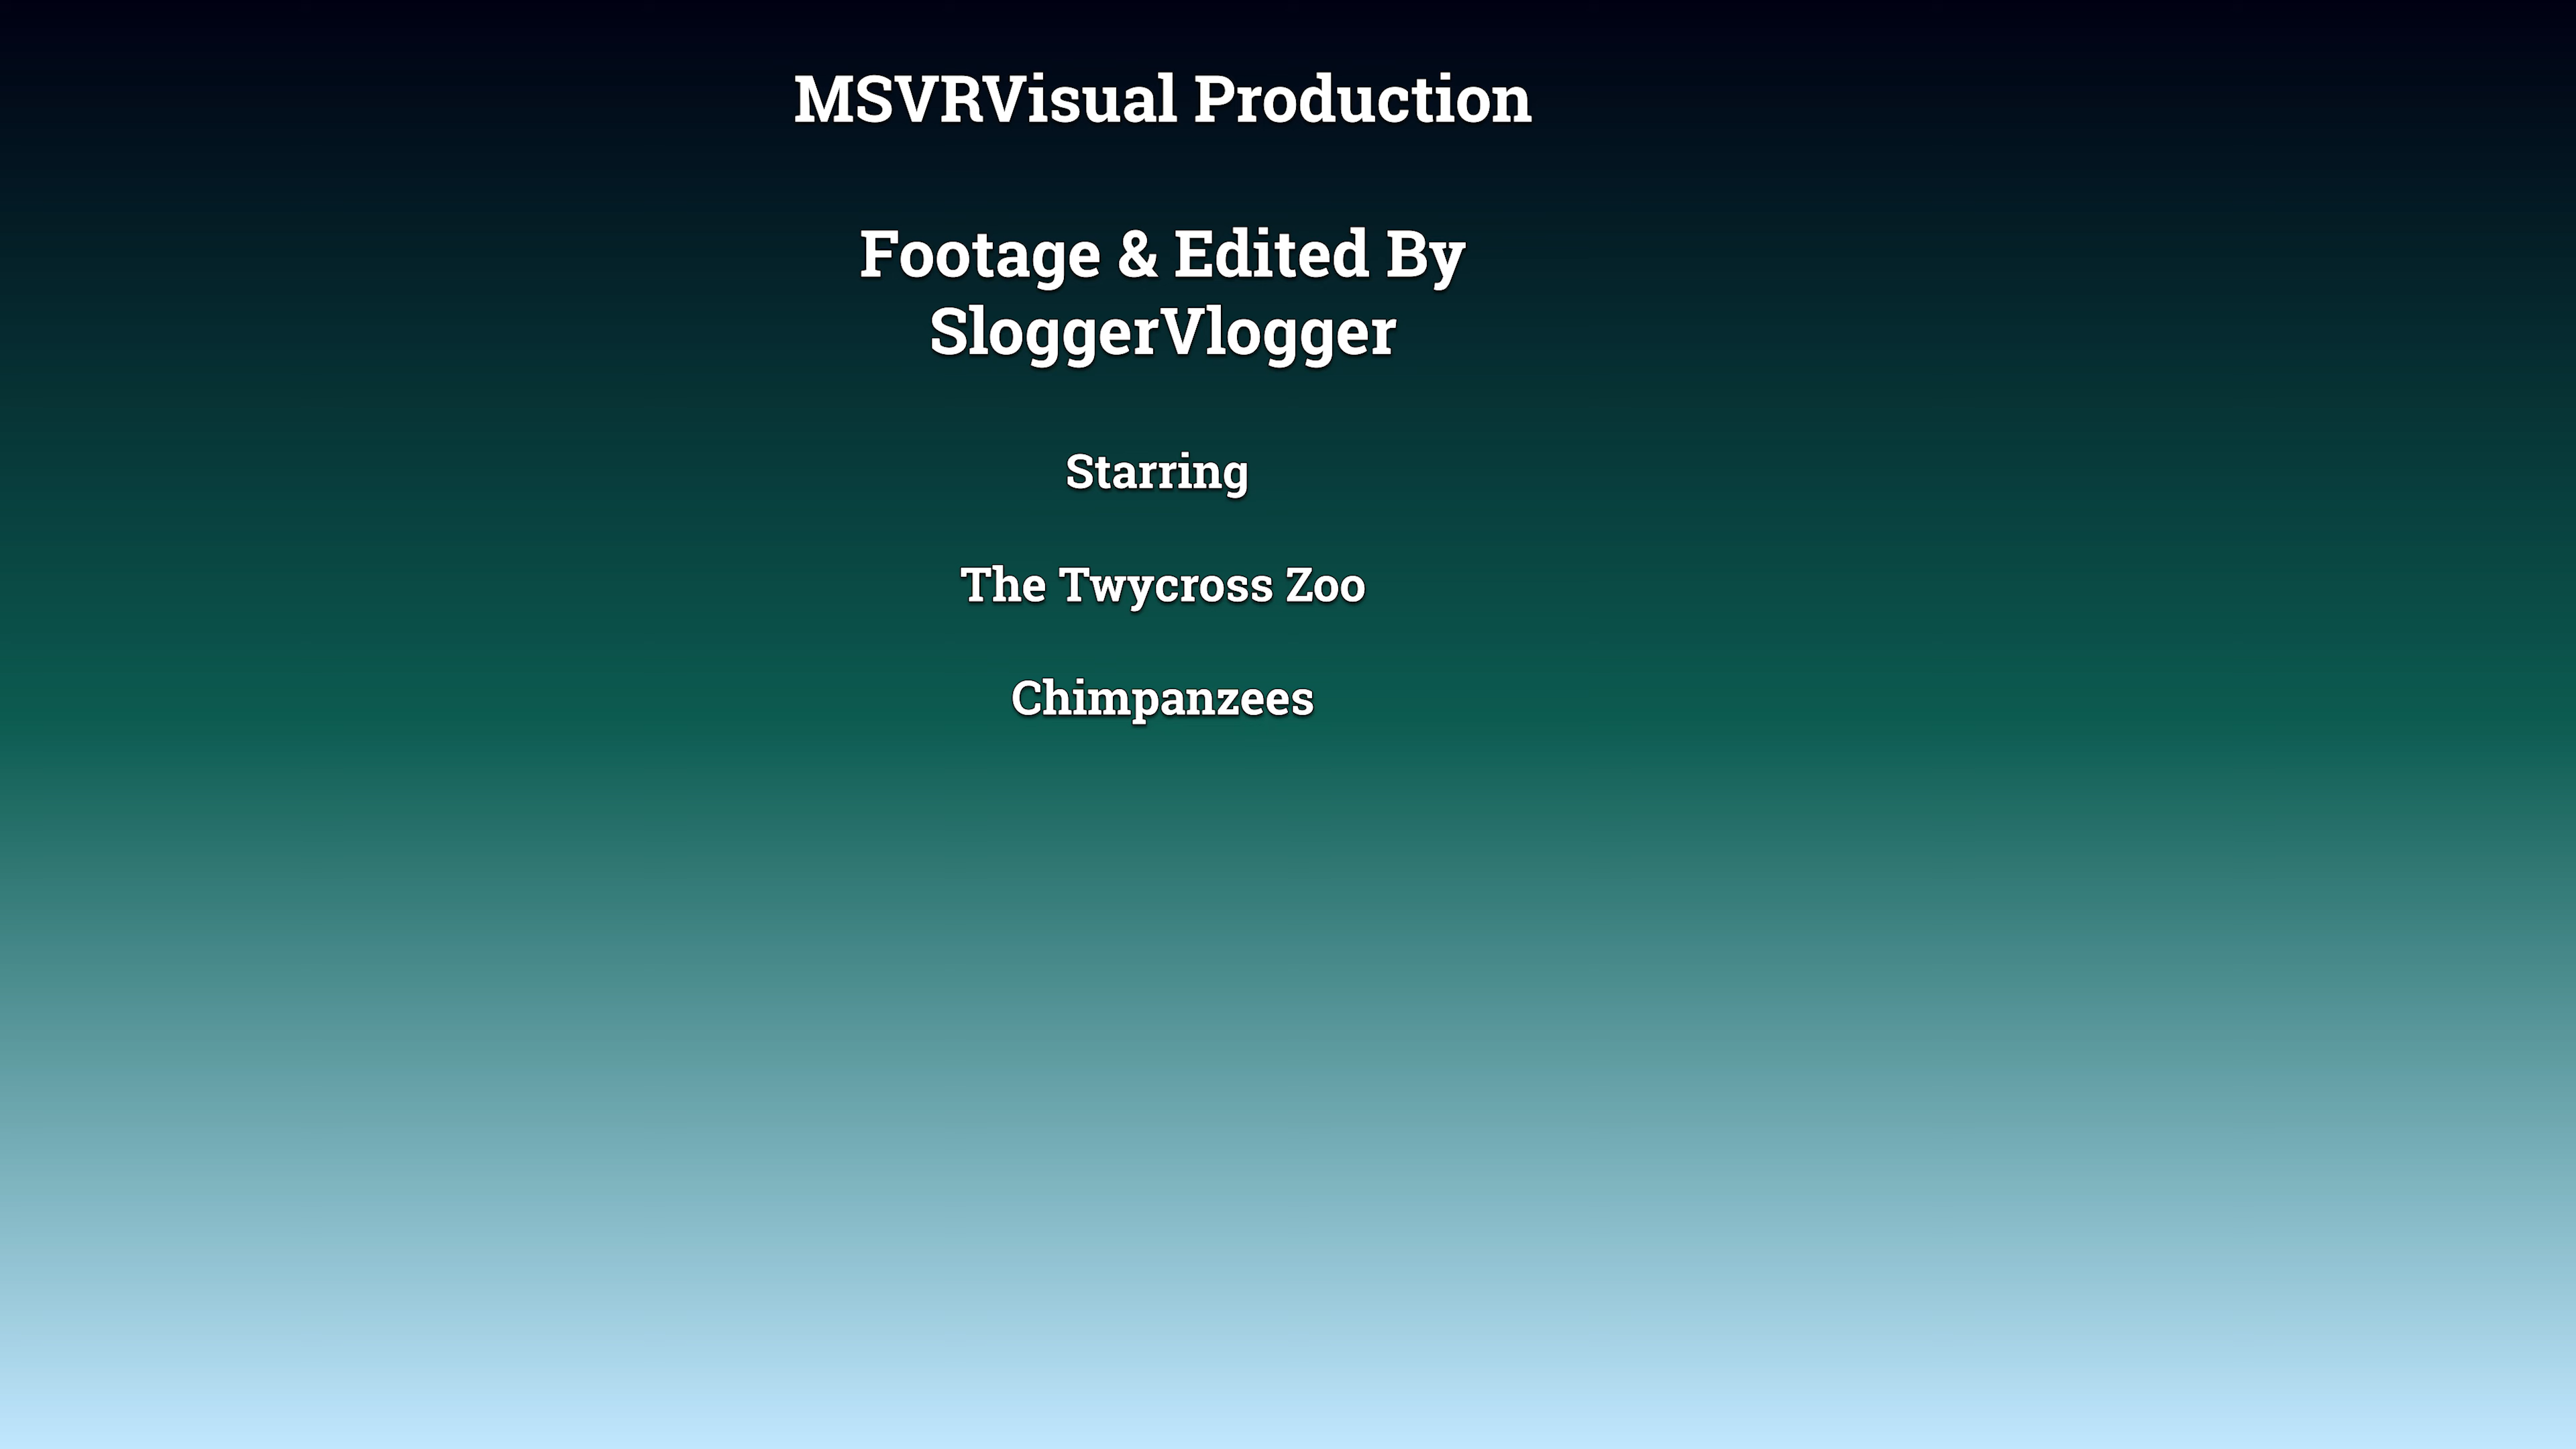 MSVRVisual Production
Footage & Edited By
SloggerVlogger
Starring
The Twycross Zoo
Chimpanzees